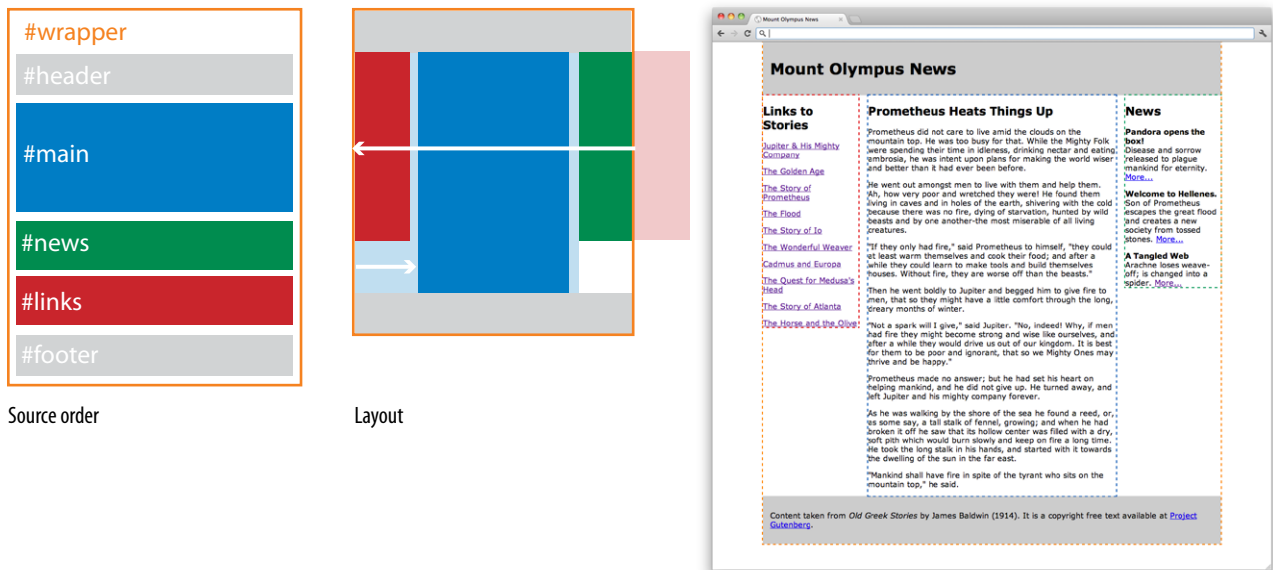 #wrapper
#header
#main
#news
#links
#footer
Source order
Layout
Mount Olympus News
Mount Olympus News
Links to
Stories
Jupiter & His Mighty
Company
The Golden Age
The Story of
Prometheus
The Flood
The Story of Io
The Wonderful Weaver
Cadmus and Europa
The Quest for Medusa's
Head
The Story of Atlanta
The Horse and the Olive
Prometheus Heats Things Up
Prometheus did not care to live amid the clouds on the
mountain top. He was too busy for that. While the Mighty Folk
were spending their time in idleness, drinking nectar and eating
ambrosia, he was intent upon plans for making the world wiser
and better than it had ever been before.
He went out amongst men to live with them and help them.
Ah, how very poor and wretched they were! He found them
living in caves and in holes of the earth, shivering with the cold
because there was no fire, dying of starvation, hunted by wild
beasts and by one another-the most miserable of all living
creatures.
"If they only had fire," said Prometheus to himself, "they could
at least warm themselves and cook their food; and after a
while they could learn to make tools and build themselves
houses. Without fire, they are worse off than the beasts."
Then he went boldly to Jupiter and begged him to give fire to
men, that so they might have a little comfort through the long,
dreary months of winter.
"Not a spark will I give," said Jupiter. "No, indeed! Why, if men
had fire they might become strong and wise like ourselves, and
after a while they would drive us out of our kingdom. It is best
for them to be poor and ignorant, that so we Mighty Ones may
thrive and be happy."
Prometheus made no answer; but he had set his heart on
helping mankind, and he did not give up. He turned away, and
left Jupiter and his mighty company forever.
As he was walking by the shore of the sea he found a reed, or,
as some say, a tall stalk of fennel, growing; and when he had
broken it off he saw that its hollow center was filled with a dry,
soft pith which would burn slowly and keep on fire a long time.
He took the long stalk in his hands, and started with it towards
the dwelling of the sun in the far east.
"Mankind shall have fire in spite of the tyrant who sits on the
mountain top," he said.
News
Pandora opens the
box!
Disease and sorrow
released to plague
mankind for eternity.
More...
Welcome to Hellenes.
Son of Prometheus
escapes the great flood
and creates a new
society from tossed
stones. More...
A Tangled Web
Arachne loses weave-
off; is changed into a
spider. More...
Content taken from Old Greek Stories by James Baldwin (1914). It is a copyright free text available at Project
Gutenberg.